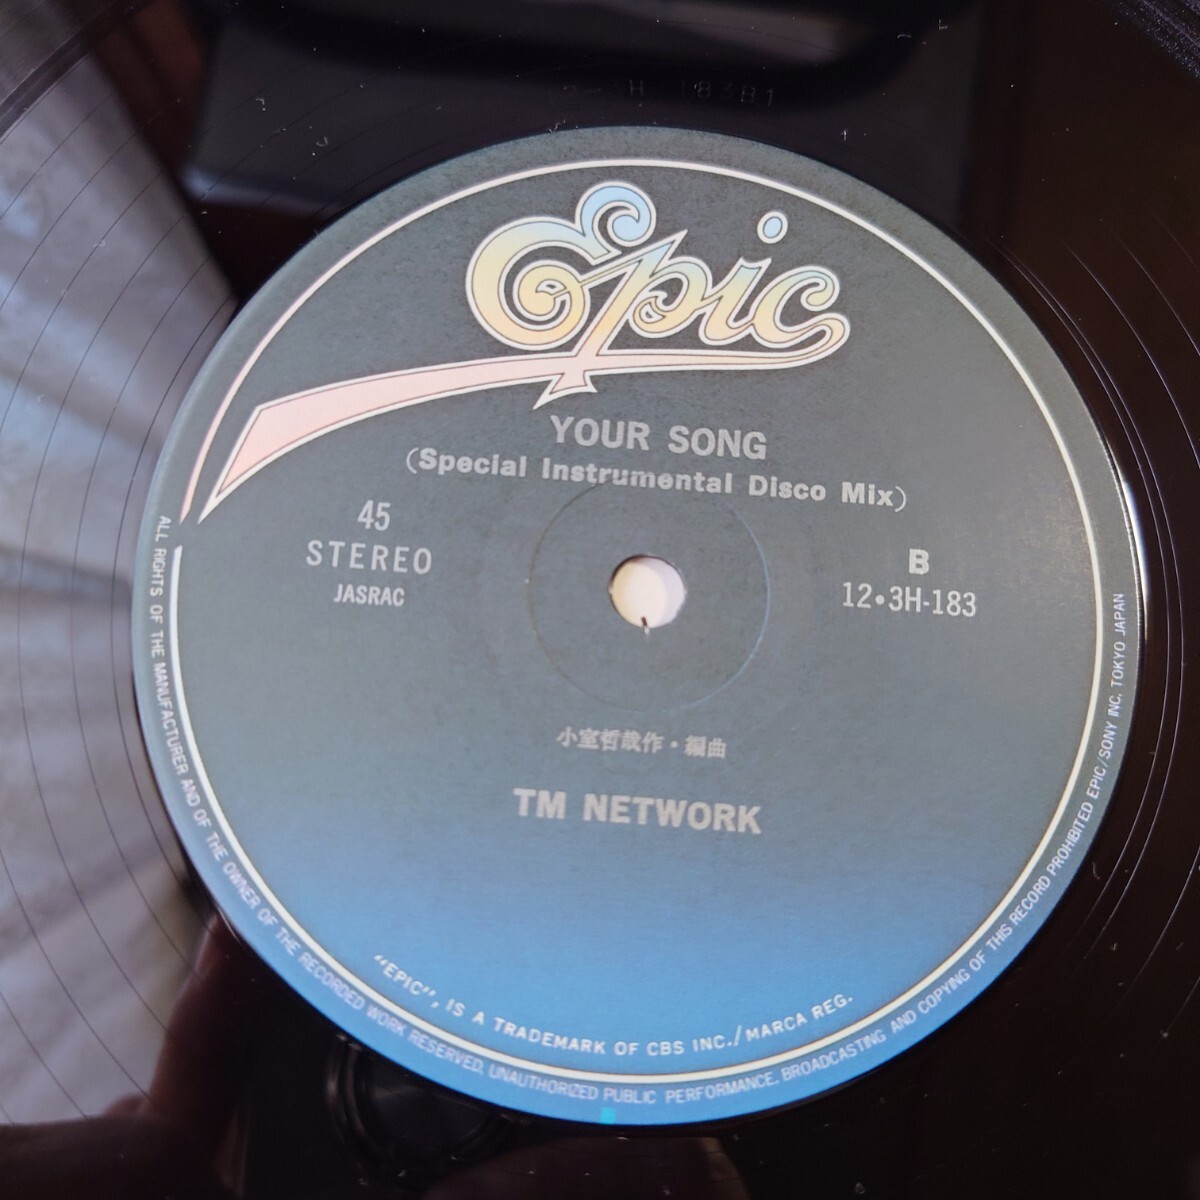 12-3H 183B1
Epic
YOUR SONG
(Special Instrumental Disco Mix)
45
STEREO
JASRAC
B
12•3H-183
小室哲哉作・編曲
TM NETWORK
"EPIC", IS A TRADEMARK OF CBS INC./MARCA REG.
ALL RIGHTS OF THE MANUFACTURER AND OF THE OWNER OF THE RECORDED WORK RESERVED. UNAUTHORIZED PUBLIC PERFORMANCE. BROADCASTING AND COPYING OF THIS RECORD PROHIBITED EPIC/SONY INC. TOKYO JAPAN